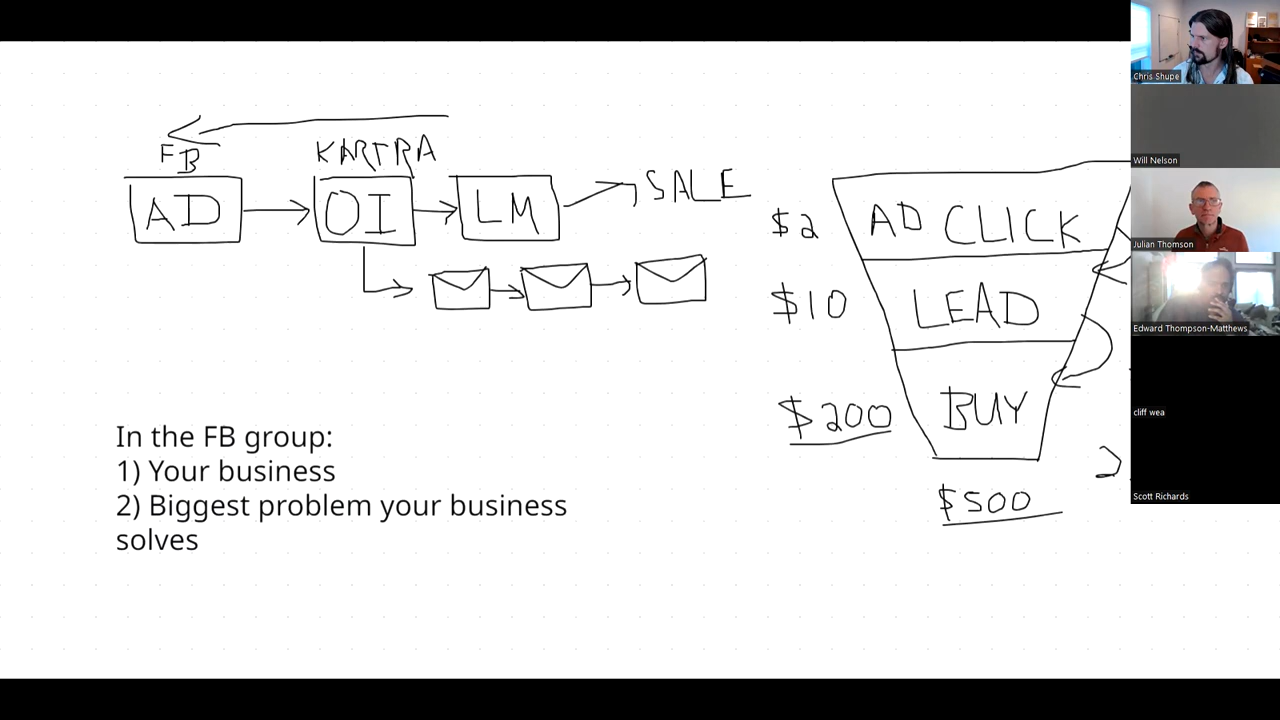 FB
KARTRA
AD
OI
LM
SALE
$2
AD CLICK
$10
LEAD
$200
BUY
$500
2
In the FB group:
1) Your business
2) Biggest problem your business
solves
Chris Shupe
Will Nelson
Julian Thomson
Edward Thompson-Matthews
cliff wea
Scott Richards